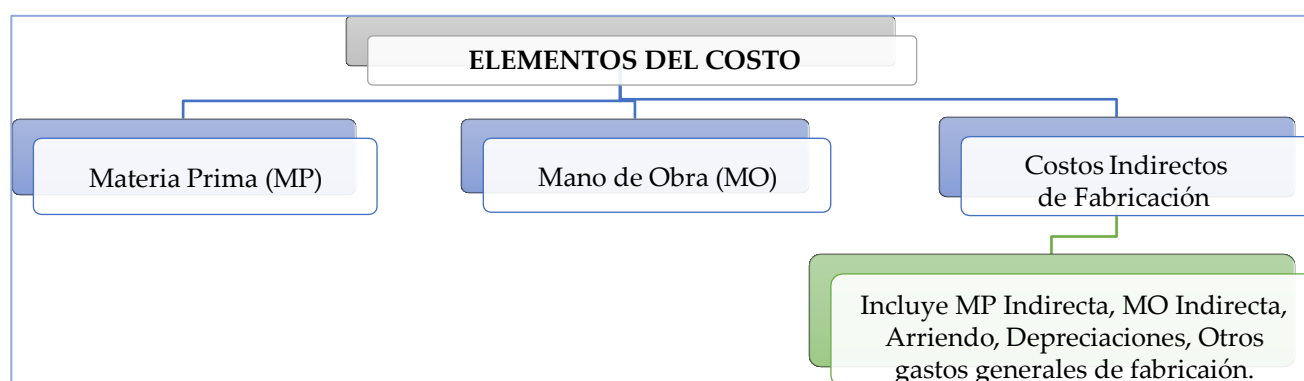 ELEMENTOS DEL COSTO
Materia Prima (MP)
Mano de Obra (MO)
Costos Indirectos
de Fabricación
Incluye MP Indirecta, MO Indirecta,
Arriendo, Depreciaciones, Otros
gastos generales de fabricaión.